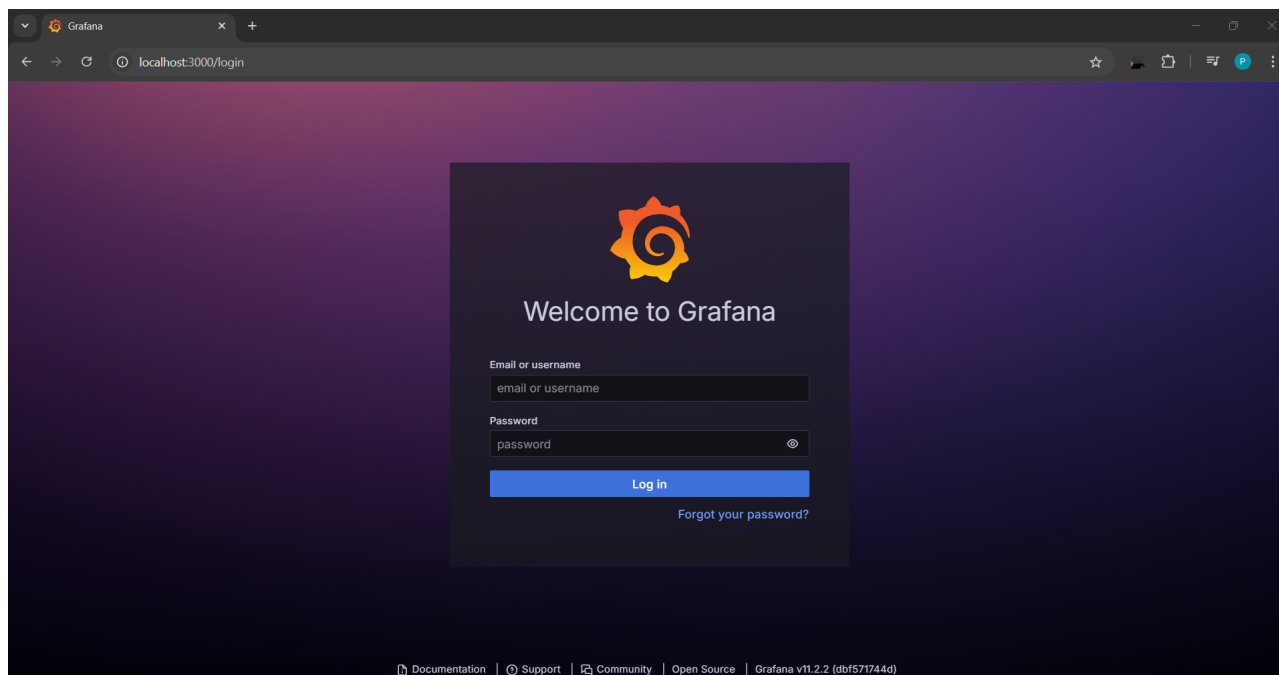 Grafana
localhost:3000/login
P
Welcome to Grafana
Email or username
email or username
Password
password
Log in
Forgot your password?
Documentation | Support | Community | Open Source | Grafana v11.2.2 (dbf571744d)